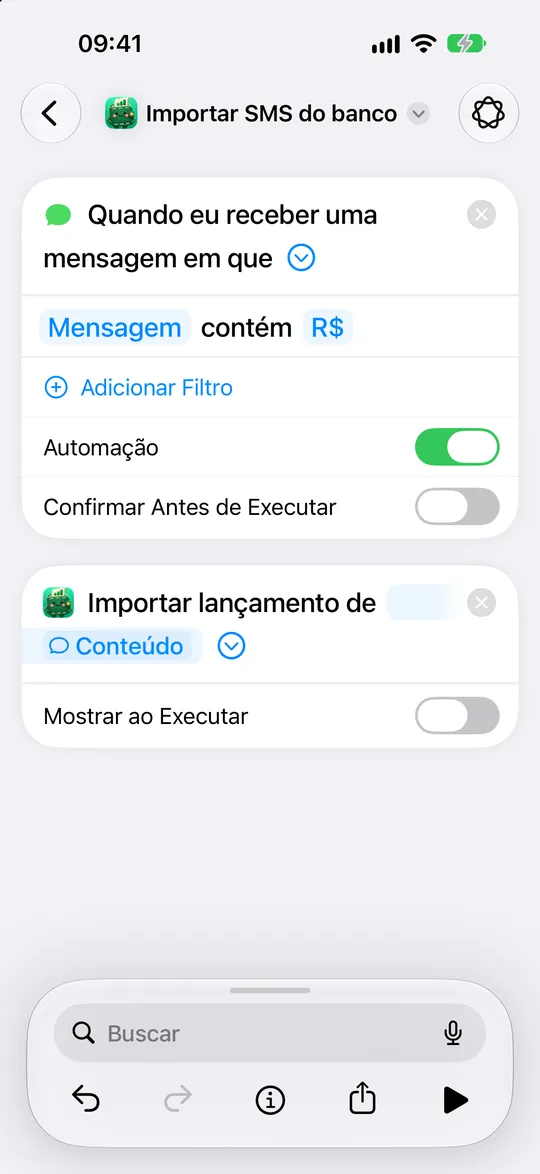 09:41
Importar SMS do banco
Quando eu receber uma
mensagem em que
Mensagem contém R$
Adicionar Filtro
Automação
Confirmar Antes de Executar
Importar lançamento de
Conteúdo
Mostrar ao Executar
Buscar